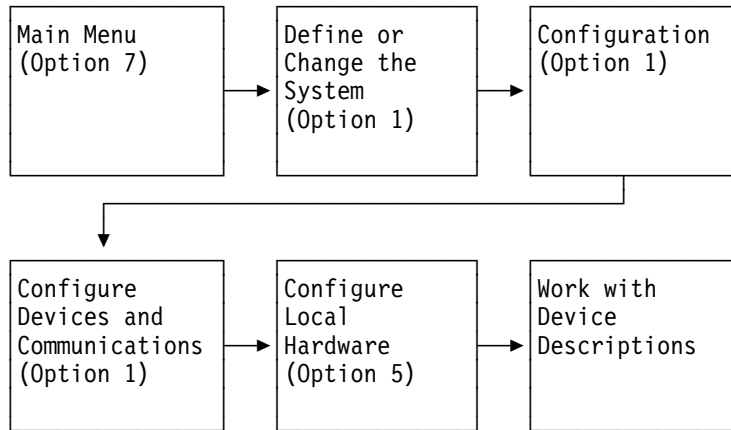 Main Menu
(Option 7)
Define or
Change the
System
(Option 1)
Configuration
(Option 1)
Configure
Devices and
Communications
(Option 1)
Configure
Local
Hardware
(Option 5)
Work with
Device
Descriptions